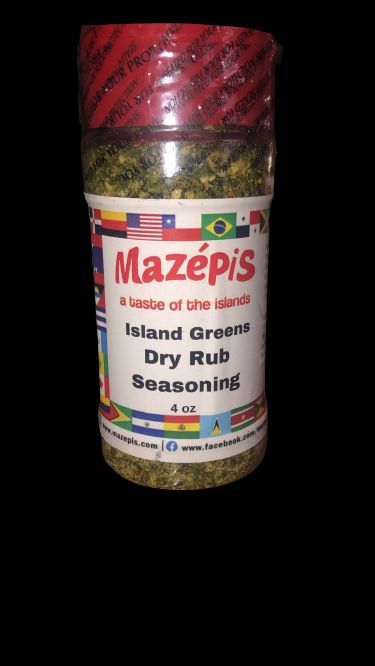 Mazépis
a taste of the islands
Island Greens
Dry Rub
Seasoning
4 oz
www.mazepis.com | www.facebook.com/